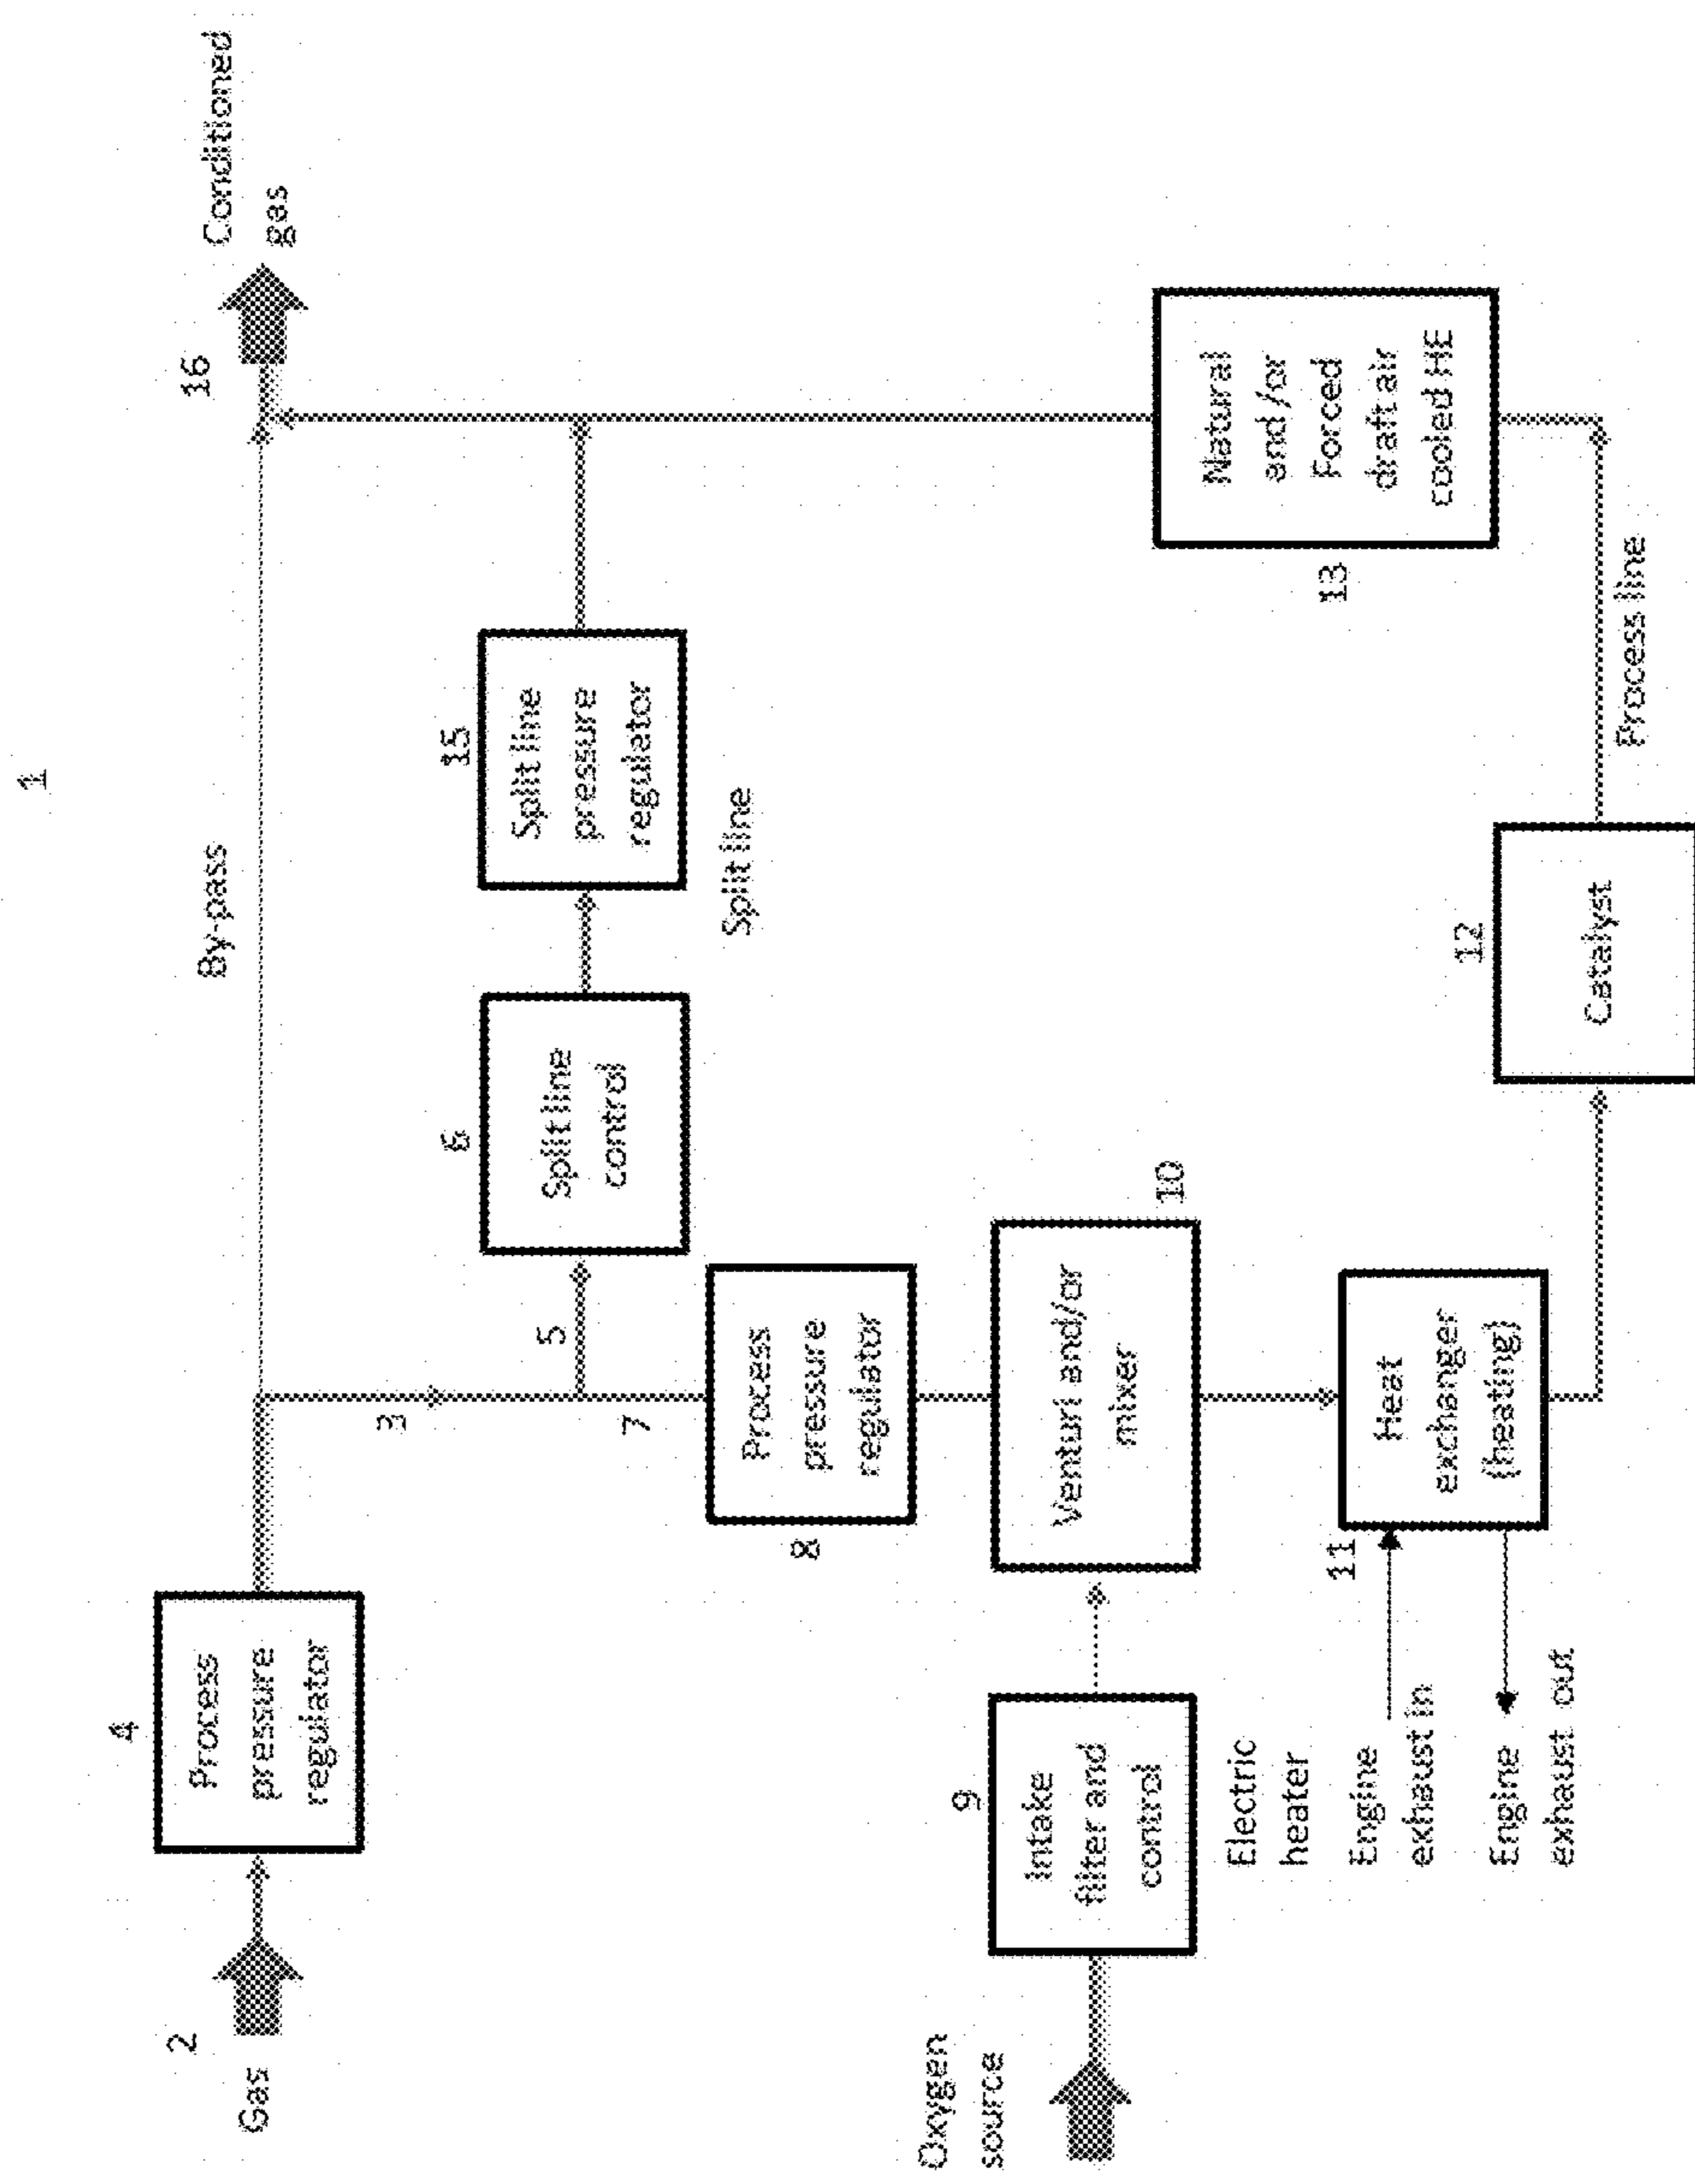 1
By-pass
Conditioned
gas
16
2
Gas
4
Process
pressure
regulator
3
5
6
Split line
control
15
Split line
pressure
regulator
Split line
7
8
Process
pressure
regulator
Oxygen
source
9
Intake
filter and
control
10
Venturi and/or
mixer
Electric
heater
Engine
exhaust in
Engine
exhaust out
11
Heat
exchanger
(heating)
12
Catalyst
Process line
13
Natural
and /or
Forced
draft air
cooled HE